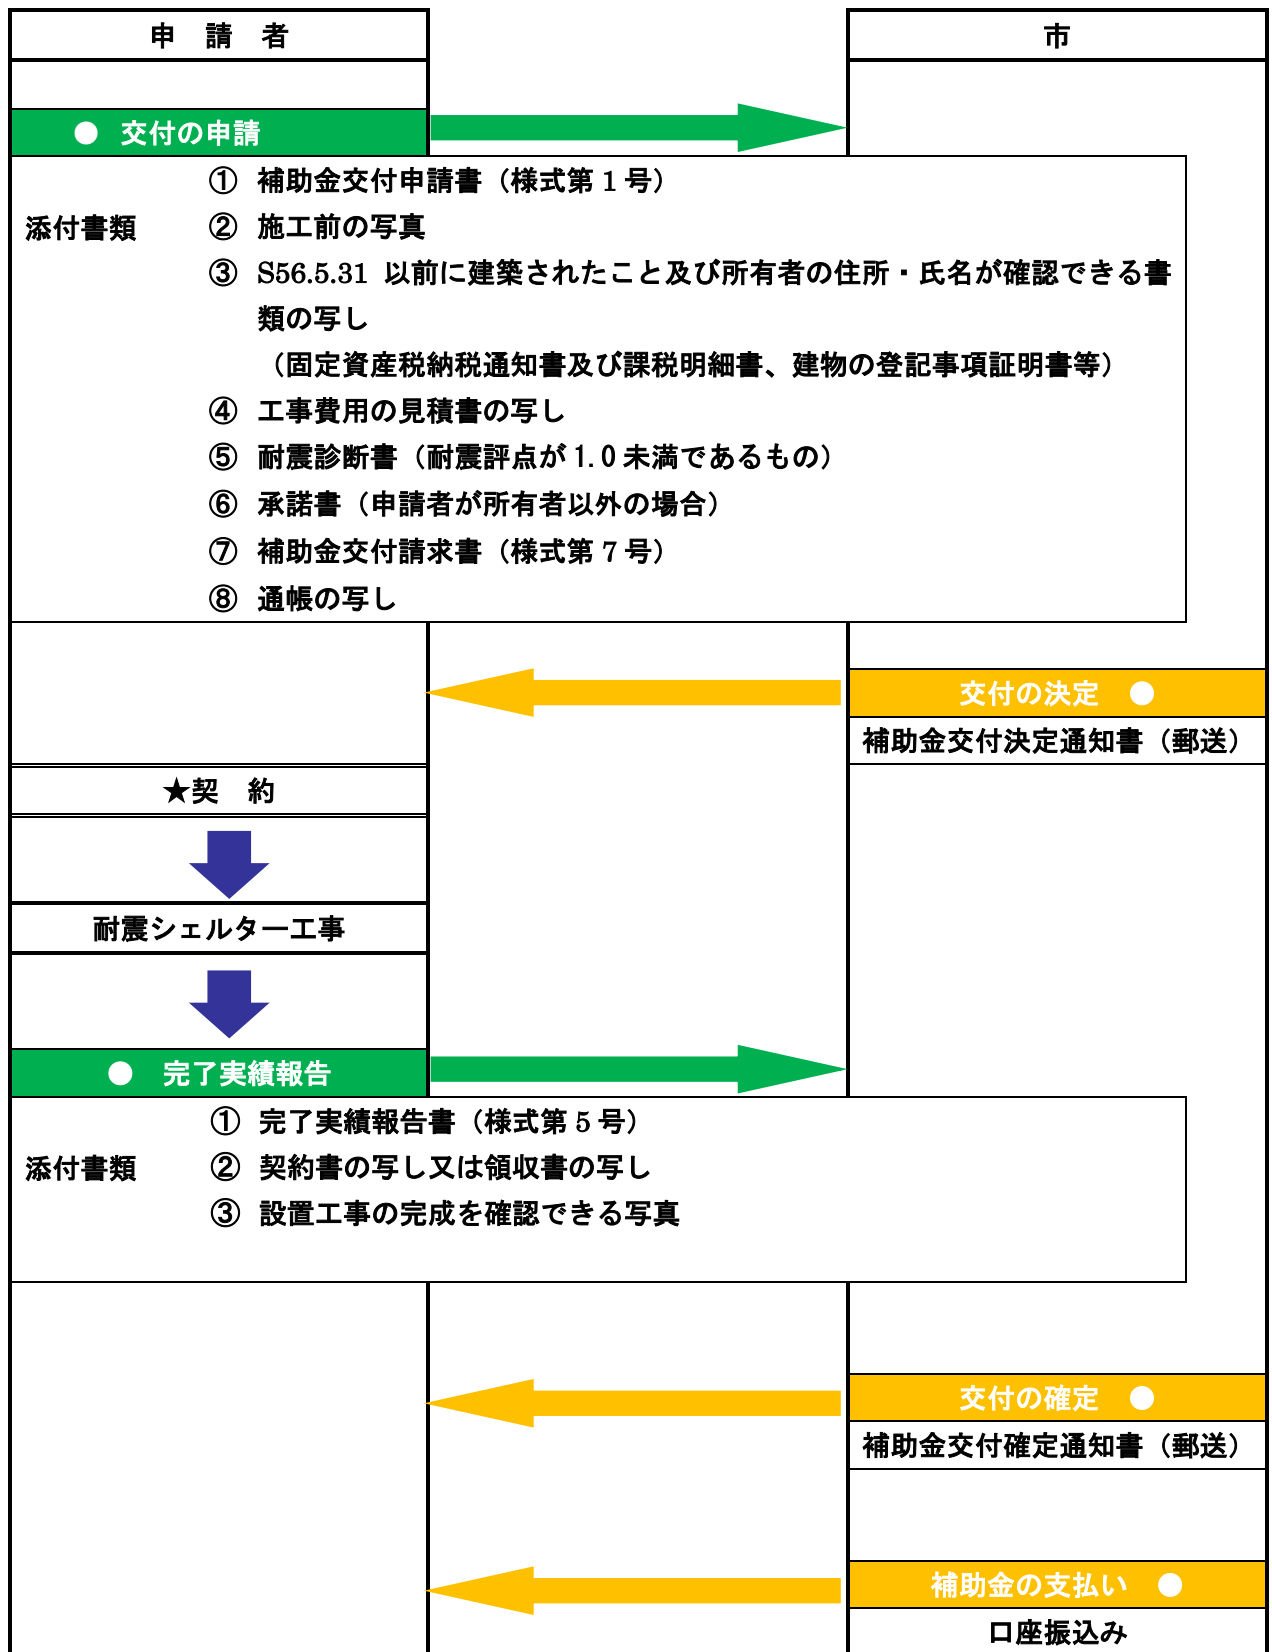 申　請　者
市
● 交付の申請
① 補助金交付申請書（様式第1号）
添付書類
② 施工前の写真
③ S56.5.31 以前に建築されたこと及び所有者の住所・氏名が確認できる書
類の写し
（固定資産税納税通知書及び課税明細書、建物の登記事項証明書等）
④ 工事費用の見積書の写し
⑤ 耐震診断書（耐震評点が1.0未満であるもの）
⑥ 承諾書（申請者が所有者以外の場合）
⑦ 補助金交付請求書（様式第7号）
⑧ 通帳の写し
交付の決定　●
補助金交付決定通知書（郵送）
★契　約
耐震シェルター工事
●　完了実績報告
① 完了実績報告書（様式第5号）
添付書類
② 契約書の写し又は領収書の写し
③ 設置工事の完成を確認できる写真
交付の確定　●
補助金交付確定通知書（郵送）
補助金の支払い　●
口座振込み